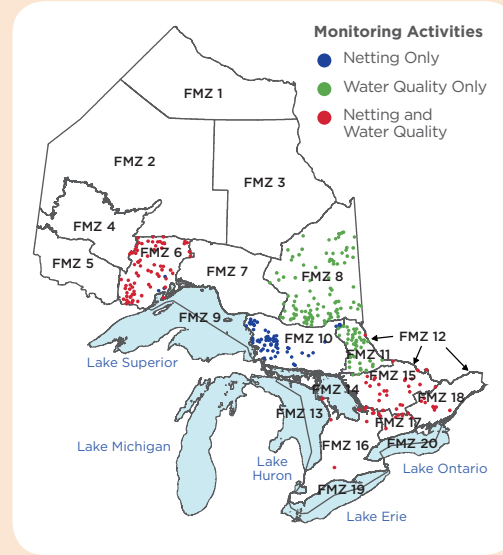 Monitoring Activities
Netting Only
Water Quality Only
Netting and
Water Quality
FMZ 1
FMZ 2
FMZ 3
FMZ 4
FMZ 5
FMZ 6
FMZ 7
FMZ 8
FMZ 9
FMZ 10
FMZ 12
FMZ 11
Lake Superior
FMZ 15
FMZ 14
FMZ 18
FMZ 13
FMZ 17
Lake Michigan
FMZ 16
FMZ 20
Lake
Huron
Lake Ontario
FMZ 19
Lake Erie